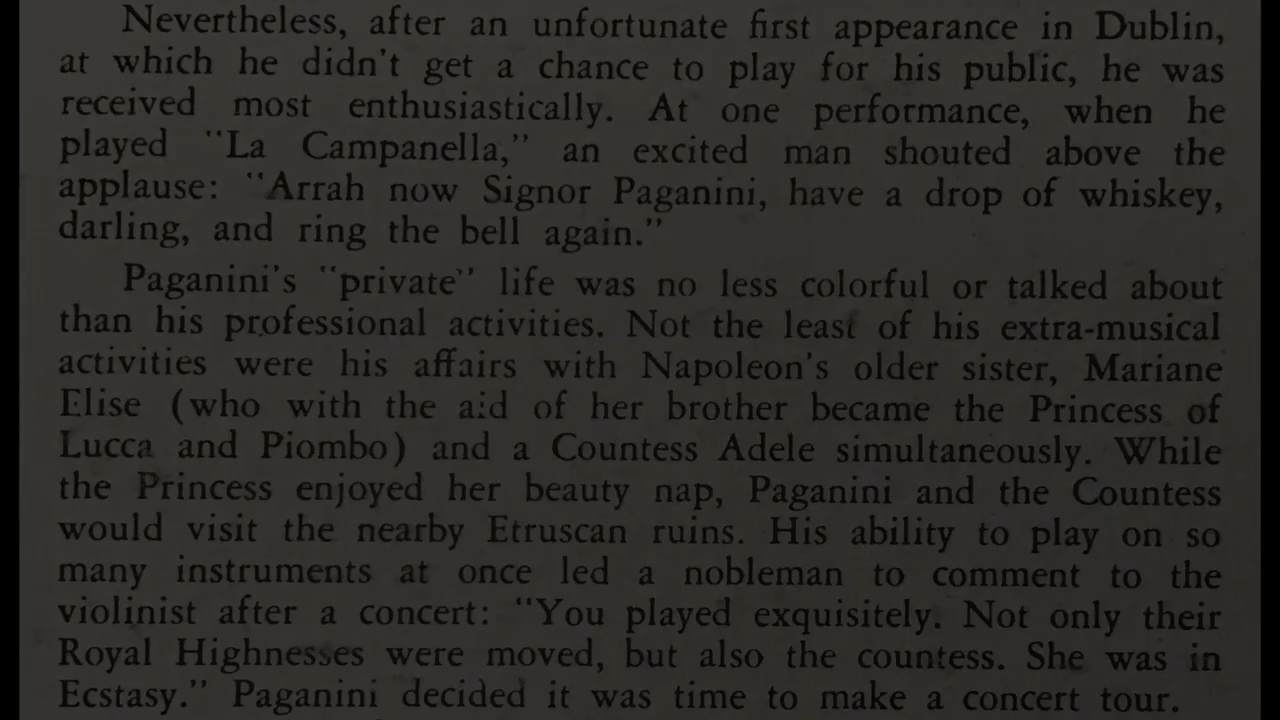 Nevertheless, after an unfortunate first appearance in Dublin,
at which he didn't get a chance to play for his public, he was
received most enthusiastically. At one performance, when he
played "La Campanella," an excited man shouted above the
applause: "Arrah now Signor Paganini, have a drop of whiskey,
darling, and ring the bell again."
Paganini's "private" life was no less colorful or talked about
than his professional activities. Not the least of his extra-musical
activities were his affairs with Napoleon's older sister, Mariane
Elise (who with the aid of her brother became the Princess of
Lucca and Piombo) and a Countess Adele simultaneously. While
the Princess enjoyed her beauty nap, Paganini and the Countess
would visit the nearby Etruscan ruins. His ability to play on so
many instruments at once led a nobleman to comment to the
violinist after a concert: "You played exquisitely. Not only their
Royal Highnesses were moved, but also the countess. She was in
Ecstasy." Paganini decided it was time to make a concert tour.